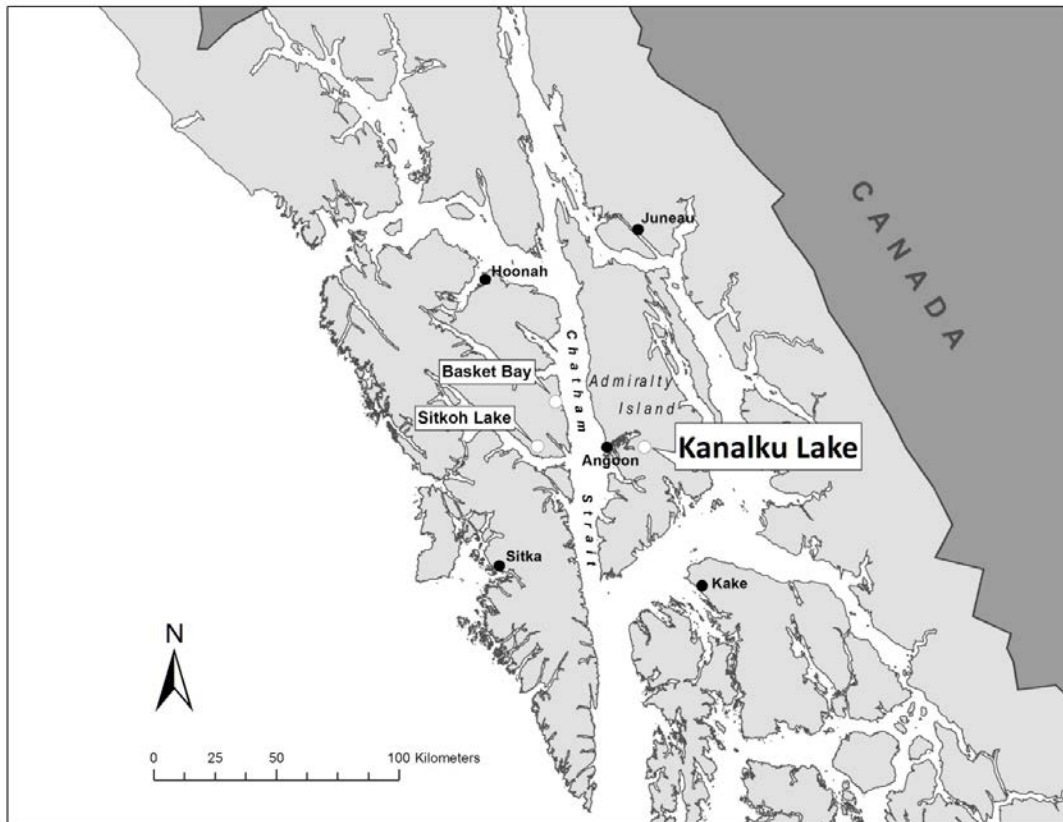 Juneau
CANADA
Hoonah
Chatham Strait
Basket Bay
Admiralty
Island
Sitkoh Lake
Kanalku Lake
Angoon
Sitka
Kake
N
0 50 100 Kilometers